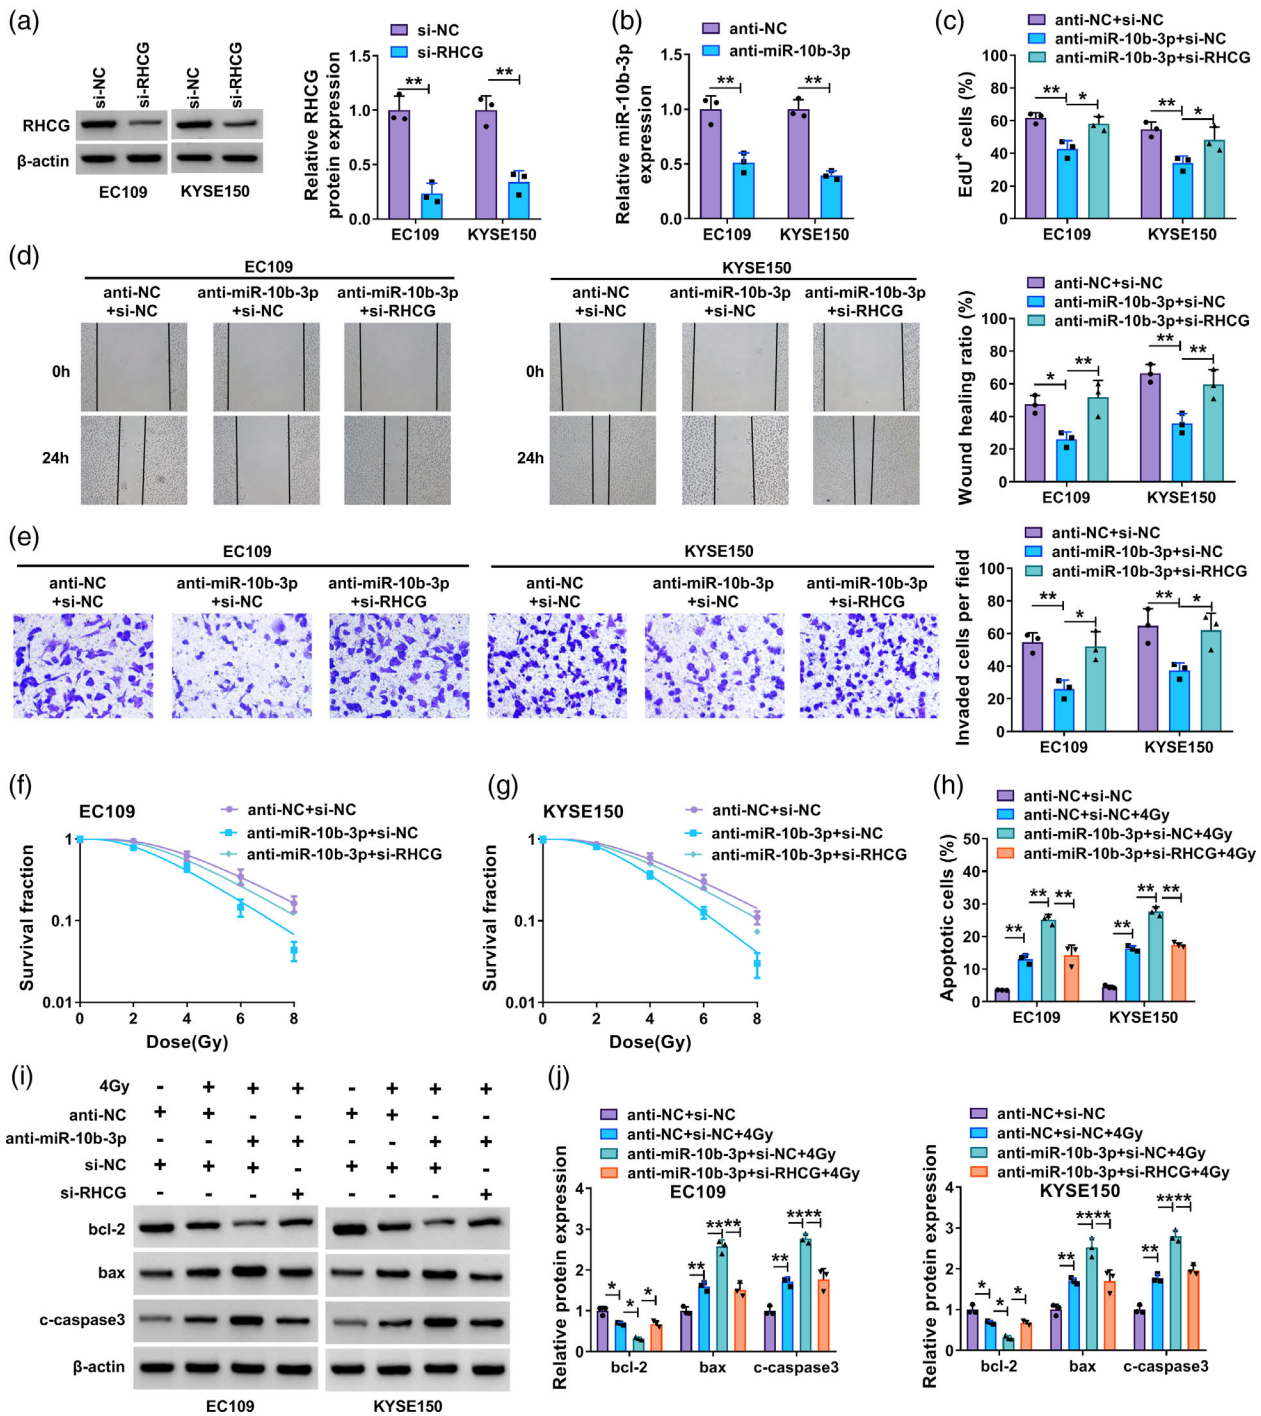 (a)
si-NC
si-RHCG
si-NC
si-RHCG
RHCG
β-actin
EC109
KYSE150
si-NC
si-RHCG
Relative RHCG
protein expression
1.5
1.0
0.5
0.0
**
**
EC109
KYSE150
(b)
anti-NC
anti-miR-10b-3p
Relative miR-10b-3p
expression
1.5
1.0
0.5
0.0
**
**
EC109
KYSE150
(c)
anti-NC+si-NC
anti-miR-10b-3p+si-NC
anti-miR-10b-3p+si-RHCG
EdU+ cells (%)
100
80
60
40
20
0
**
*
**
*
EC109
KYSE150
(d)
EC109
anti-NC
+si-NC
anti-miR-10b-3p
+si-NC
anti-miR-10b-3p
+si-RHCG
0h
24h
KYSE150
anti-NC
+si-NC
anti-miR-10b-3p
+si-NC
anti-miR-10b-3p
+si-RHCG
0h
24h
anti-NC+si-NC
anti-miR-10b-3p+si-NC
anti-miR-10b-3p+si-RHCG
Wound healing ratio (%)
100
80
60
40
20
0
*
**
**
**
EC109
KYSE150
(e)
EC109
anti-NC
+si-NC
anti-miR-10b-3p
+si-NC
anti-miR-10b-3p
+si-RHCG
KYSE150
anti-NC
+si-NC
anti-miR-10b-3p
+si-NC
anti-miR-10b-3p
+si-RHCG
anti-NC+si-NC
anti-miR-10b-3p+si-NC
anti-miR-10b-3p+si-RHCG
Invaded cells per field
100
80
60
40
20
0
**
*
**
*
EC109
KYSE150
(f)
EC109
anti-NC+si-NC
anti-miR-10b-3p+si-NC
anti-miR-10b-3p+si-RHCG
Survival fraction
1
0.1
0.01
0 2 4 6 8
Dose(Gy)
(g)
KYSE150
anti-NC+si-NC
anti-miR-10b-3p+si-NC
anti-miR-10b-3p+si-RHCG
Survival fraction
1
0.1
0.01
0 2 4 6 8
Dose(Gy)
(h)
anti-NC+si-NC
anti-NC+si-NC+4Gy
anti-miR-10b-3p+si-NC+4Gy
anti-miR-10b-3p+si-RHCG+4Gy
Apoptotic cells (%)
50
40
30
20
10
0
**
**
**
**
**
**
EC109
KYSE150
(i)
4Gy - + + + - + + +
anti-NC + + - - + + - -
anti-miR-10b-3p - - + + - - + +
si-NC + + + - + + + -
si-RHCG - - - + - - - +
bcl-2
bax
c-caspase3
β-actin
EC109
KYSE150
(j)
anti-NC+si-NC
anti-NC+si-NC+4Gy
anti-miR-10b-3p+si-NC+4Gy
anti-miR-10b-3p+si-RHCG+4Gy
EC109
Relative protein expression
4
3
2
1
0
*
*
*
**
**
**
**
**
**
bcl-2
bax
c-caspase3
anti-NC+si-NC
anti-NC+si-NC+4Gy
anti-miR-10b-3p+si-NC+4Gy
anti-miR-10b-3p+si-RHCG+4Gy
KYSE150
Relative protein expression
4
3
2
1
0
*
*
*
**
**
**
**
**
**
bcl-2
bax
c-caspase3